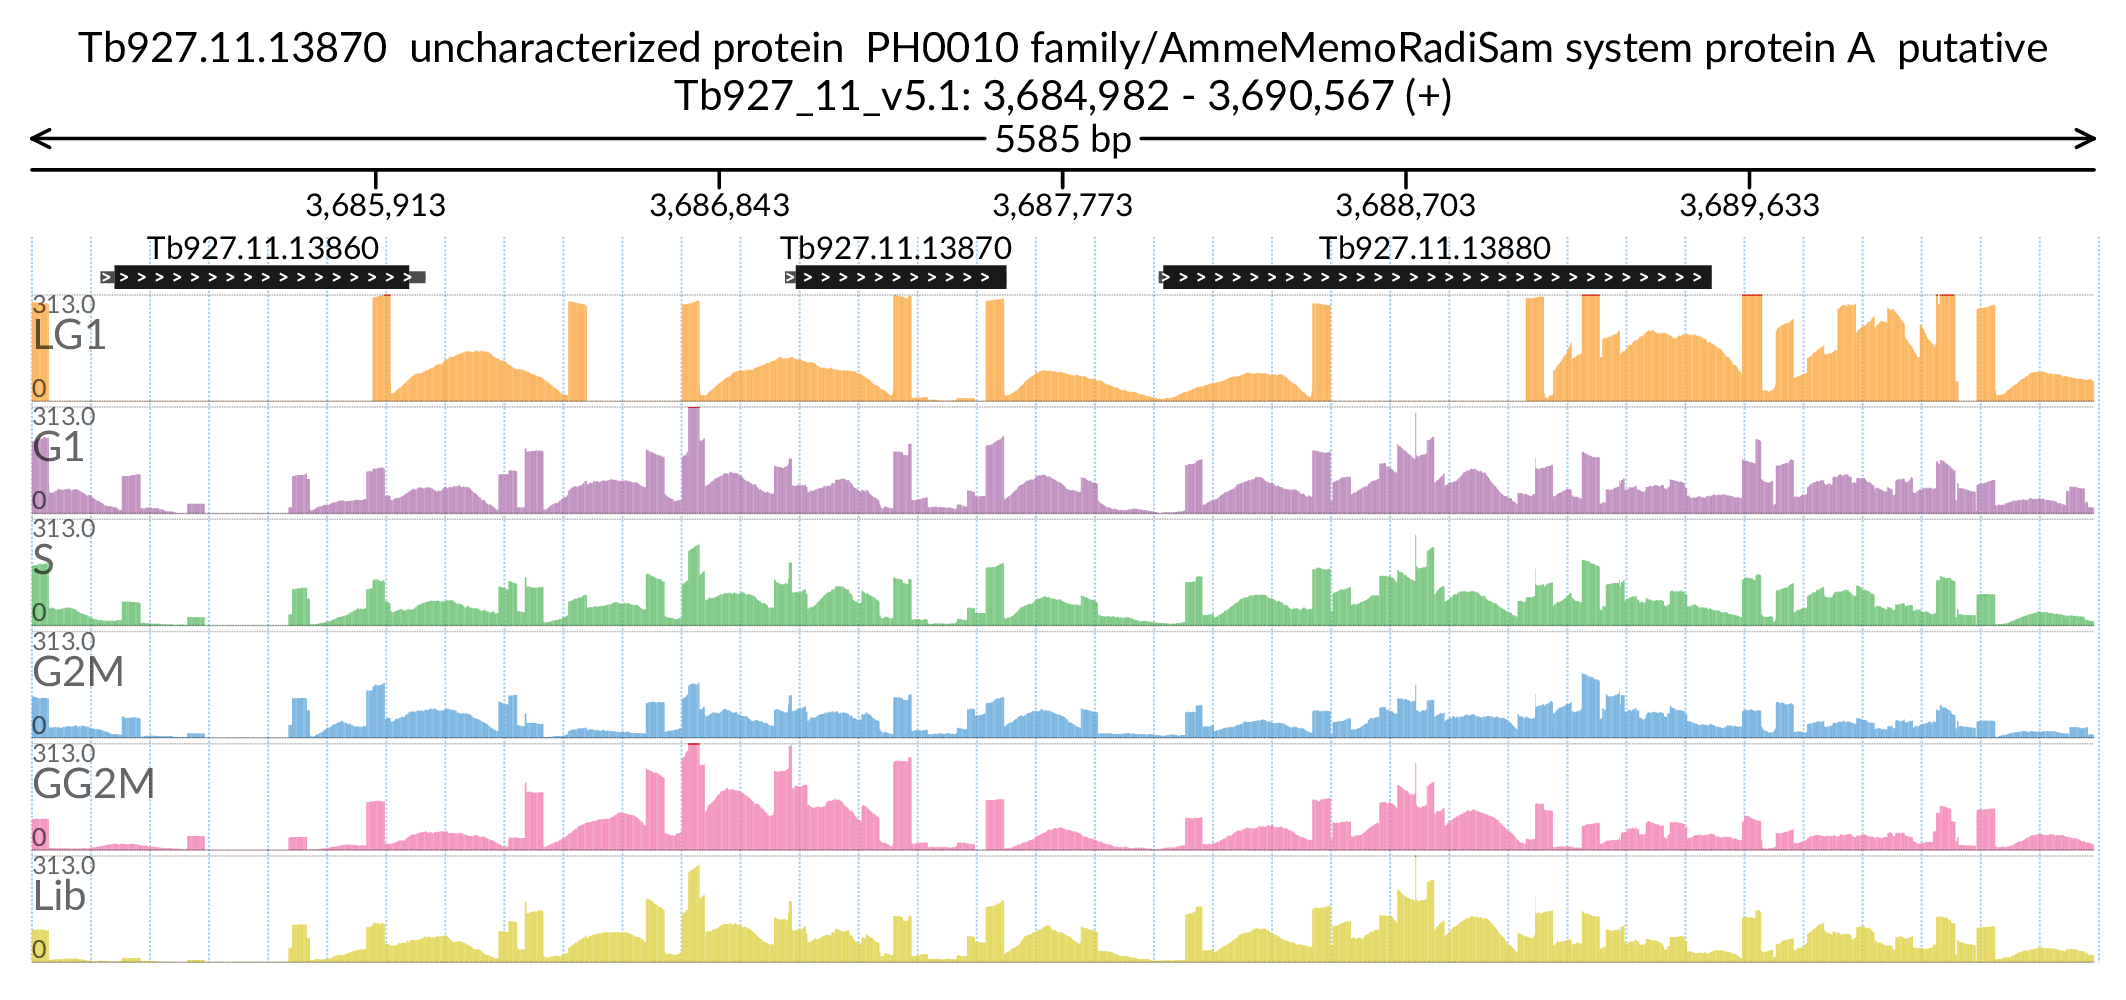 Tb927.11.13870  uncharacterized protein  PH0010 family/AmmeMemoRadiSam system protein A  putative
Tb927_11_v5.1: 3,684,982 - 3,690,567 (+)
5585 bp
3,685,913 3,686,843 3,687,773 3,688,703 3,689,633
Tb927.11.13860 Tb927.11.13870 Tb927.11.13880
313.0
LG1
0
313.0
G1
0
313.0
S
0
313.0
G2M
0
313.0
GG2M
0
313.0
Lib
0